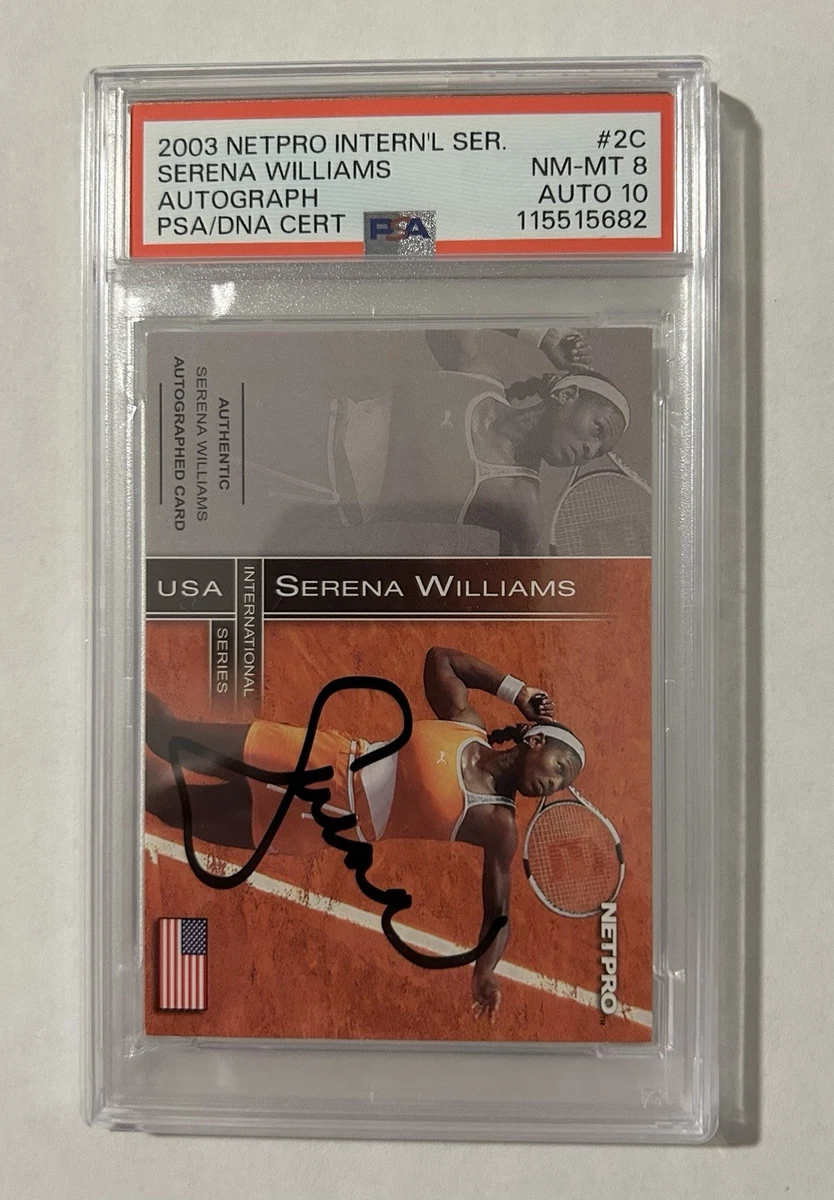 2003 NETPRO INTERN'L SER. #2C
SERENA WILLIAMS NM-MT 8
AUTOGRAPH AUTO 10
PSA/DNA CERT PSA 115515682
AUTHENTIC
SERENA WILLIAMS
AUTOGRAPHED CARD
USA
INTERNATIONAL
SERIES
SERENA WILLIAMS
Serena
NETPRO